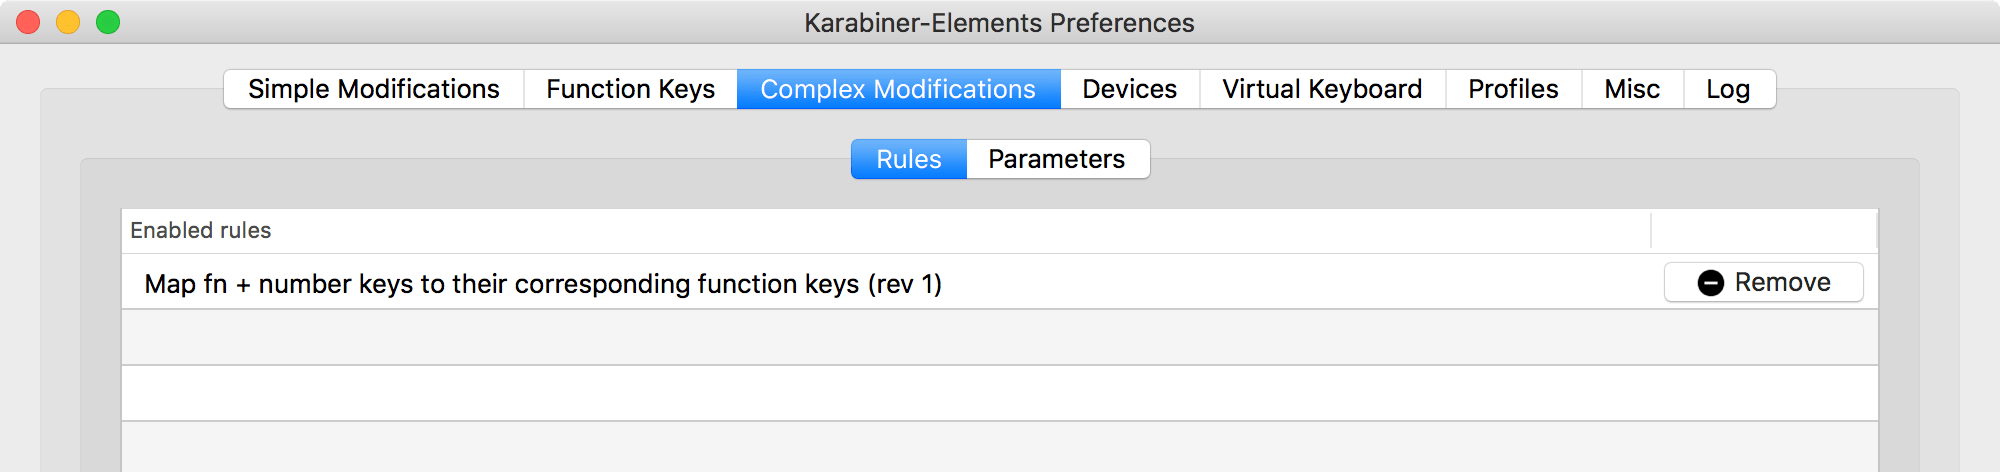 Karabiner-Elements Preferences
Simple Modifications Function Keys Complex Modifications Devices Virtual Keyboard Profiles Misc Log
Rules Parameters
Enabled rules
Map fn + number keys to their corresponding function keys (rev 1) Remove